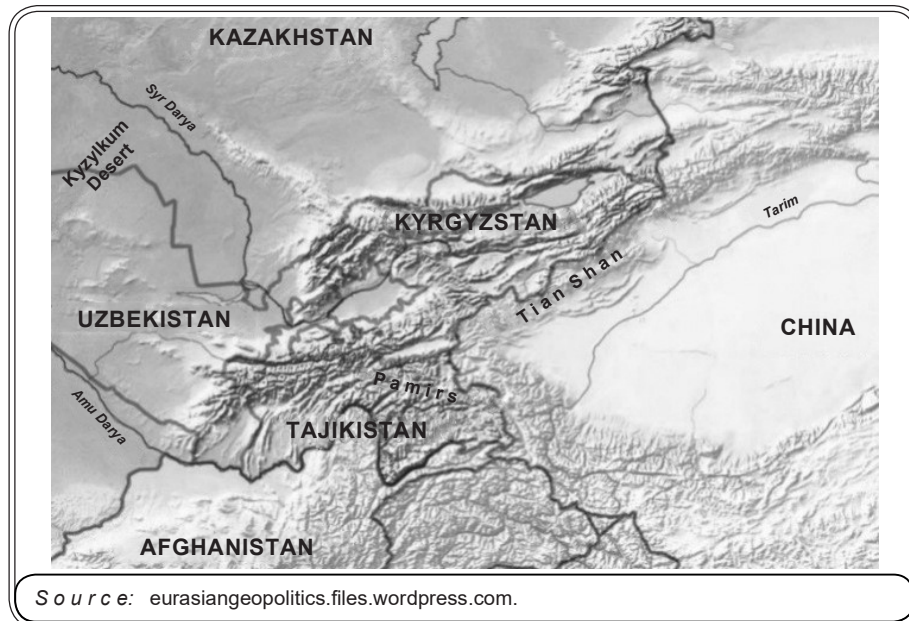 KAZAKHSTAN
Syr Darya
Kyzylkum
Desert
KYRGYZSTAN
Tarim
Tian Shan
UZBEKISTAN
CHINA
Pamirs
Amu Darya
TAJIKISTAN
AFGHANISTAN
Source: eurasiangeopolitics.files.wordpress.com.